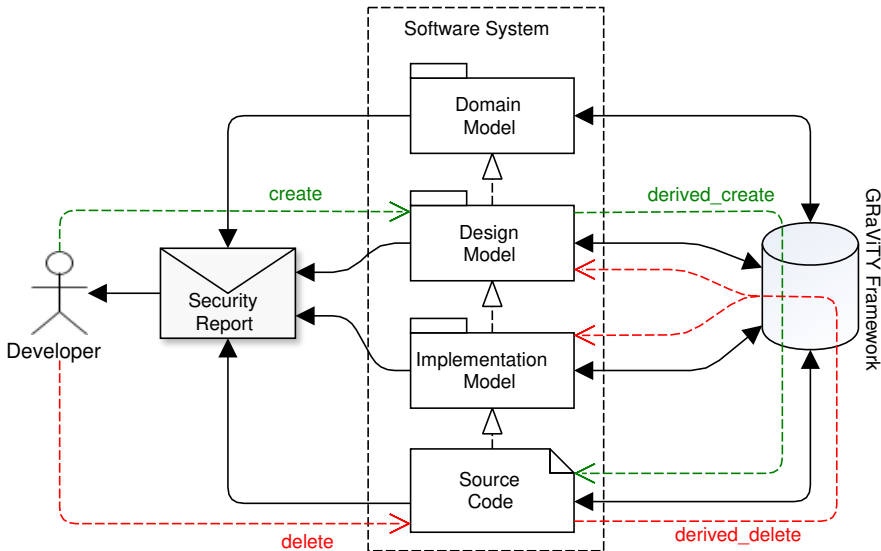 Software System
Domain
Model
create
derived_create
Design
Model
GRaViTY Framework
Security
Report
Developer
Implementation
Model
Source
Code
delete
derived_delete